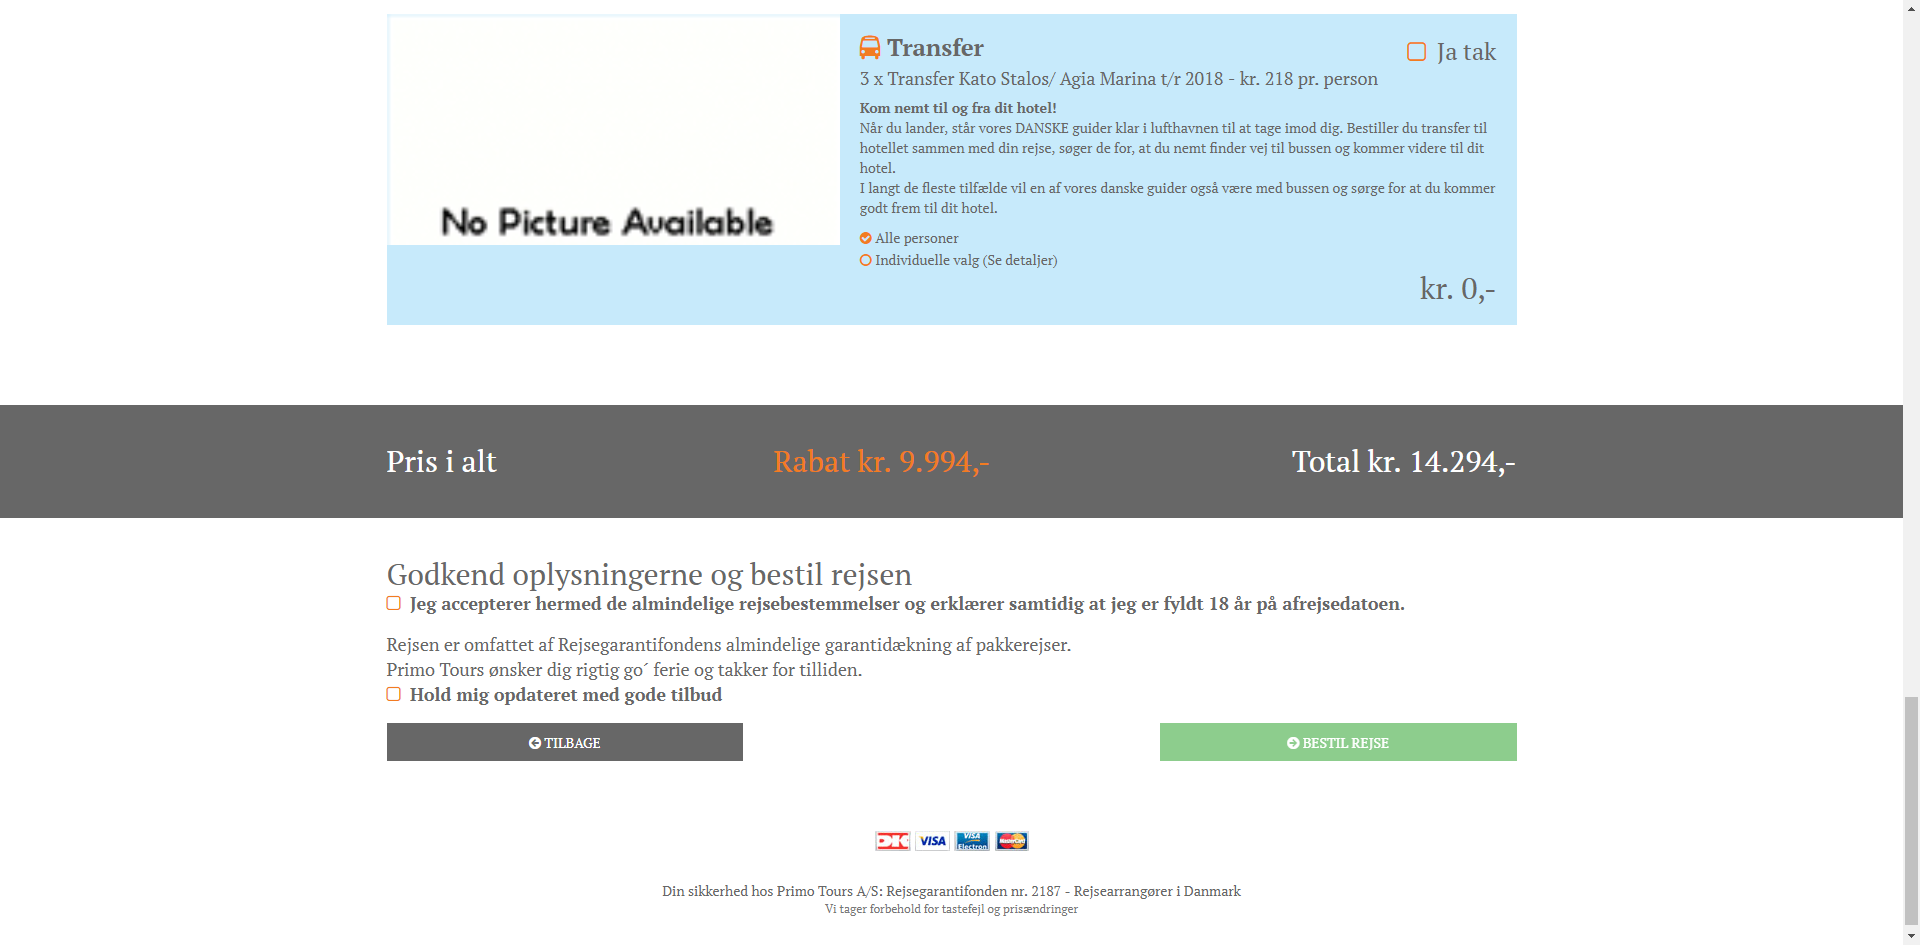 No Picture Available
Transfer
Ja tak
3 x Transfer Kato Stalos/ Agia Marina t/r 2018 - kr. 218 pr. person
Kom nemt til og fra dit hotel!
Når du lander, står vores DANSKE guider klar i lufthavnen til at tage imod dig. Bestiller du transfer til
hotellet sammen med din rejse, søger de for, at du nemt finder vej til bussen og kommer videre til dit
hotel.
I langt de fleste tilfælde vil en af vores danske guider også være med bussen og sørge for at du kommer
godt frem til dit hotel.
Alle personer
Individuelle valg (Se detaljer)
kr. 0,-
Pris i alt
Rabat kr. 9.994,-
Total kr. 14.294,-
Godkend oplysningerne og bestil rejsen
Jeg accepterer hermed de almindelige rejsebestemmelser og erklærer samtidig at jeg er fyldt 18 år på afrejsedatoen.
Rejsen er omfattet af Rejsegarantifondens almindelige garantidækning af pakkerejser.
Primo Tours ønsker dig rigtig go´ ferie og takker for tilliden.
Hold mig opdateret med gode tilbud
TILBAGE
BESTIL REJSE
DK
VISA
VISA
Electron
MasterCard
Din sikkerhed hos Primo Tours A/S: Rejsegarantifonden nr. 2187 - Rejsearrangører i Danmark
Vi tager forbehold for tastefejl og prisændringer